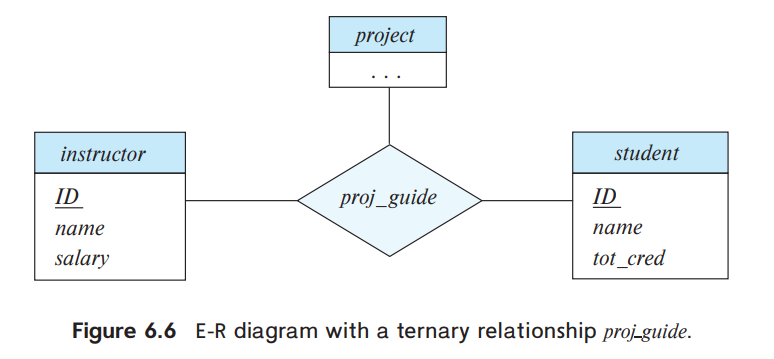 project
. . .
instructor
ID
name
salary
proj_guide
student
ID
name
tot_cred
Figure 6.6 E-R diagram with a ternary relationship proj_guide.